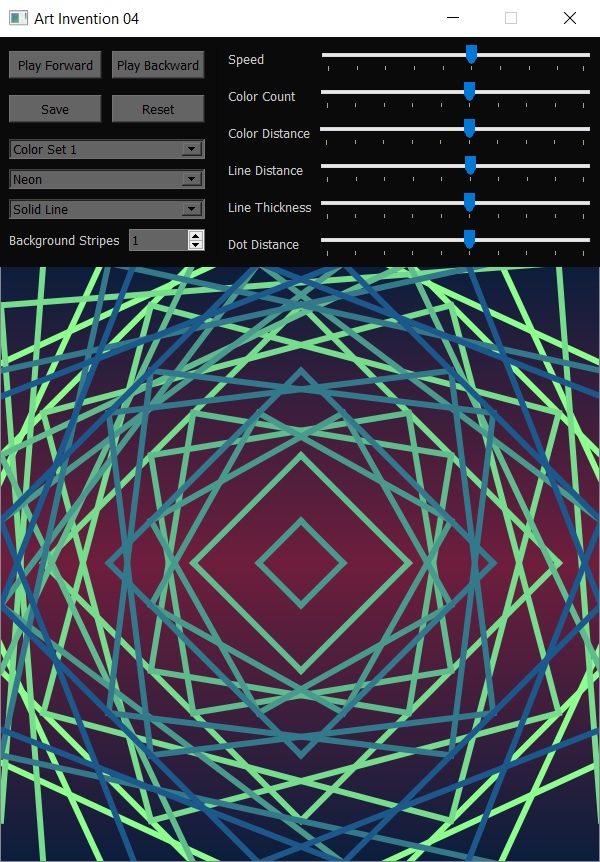 Art Invention 04
Play Forward
Play Backward
Save
Reset
Color Set 1
Neon
Solid Line
Background Stripes
1
Speed
Color Count
Color Distance
Line Distance
Line Thickness
Dot Distance